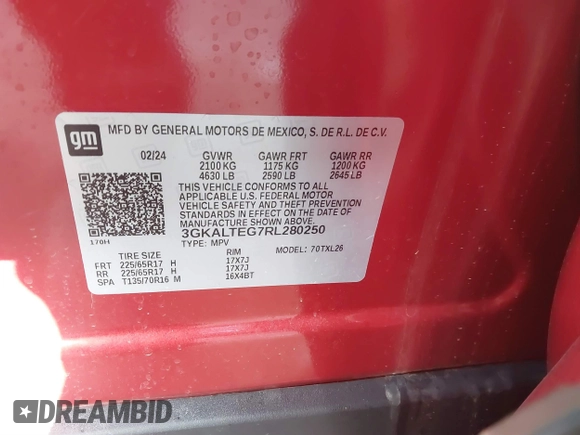 gm MFD BY GENERAL MOTORS DE MEXICO, S. DE R.L. DE C.V.
02/24 GVWR GAWR FRT GAWR RR
2100 KG 1175 KG 1200 KG
4630 LB 2590 LB 2645 LB
THIS VEHICLE CONFORMS TO ALL
APPLICABLE U.S. FEDERAL MOTOR
VEHICLE SAFETY AND THEFT PREVENTION
STANDARDS IN EFFECT ON THE DATE OF
MANUFACTURE SHOWN ABOVE.
3GKALTEG7RL280250
170H TYPE: MPV MODEL: 70TXL26
TIRE SIZE RIM
FRT 225/65R17 H 17X7J
RR 225/65R17 H 17X7J
SPA T135/70R16 M 16X4BT
DREAMBID